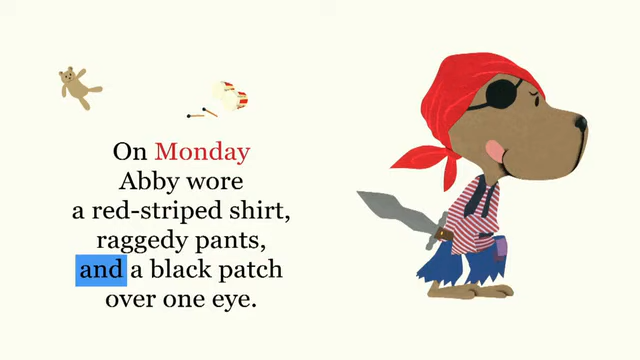 On Monday
Abby wore
a red-striped shirt,
raggedy pants,
and a black patch
over one eye.